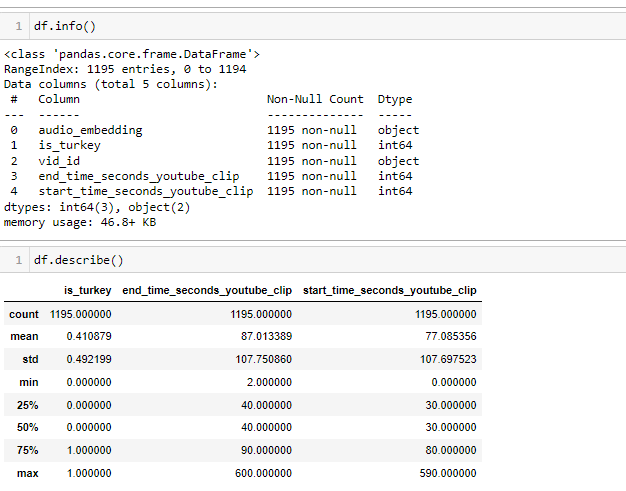 1 df.info()
<class 'pandas.core.frame.DataFrame'>
RangeIndex: 1195 entries, 0 to 1194
Data columns (total 5 columns):
 #   Column                         Non-Null Count  Dtype
---  ------                         --------------  -----
 0   audio_embedding                1195 non-null   object
 1   is_turkey                      1195 non-null   int64
 2   vid_id                         1195 non-null   object
 3   end_time_seconds_youtube_clip  1195 non-null   int64
 4   start_time_seconds_youtube_clip  1195 non-null   int64
dtypes: int64(3), object(2)
memory usage: 46.8+ KB
1 df.describe()
is_turkey end_time_seconds_youtube_clip start_time_seconds_youtube_clip
count 1195.000000 1195.000000 1195.000000
mean 0.410879 87.013389 77.085356
std 0.492199 107.750860 107.697523
min 0.000000 2.000000 0.000000
25% 0.000000 40.000000 30.000000
50% 0.000000 40.000000 30.000000
75% 1.000000 90.000000 80.000000
max 1.000000 600.000000 590.000000